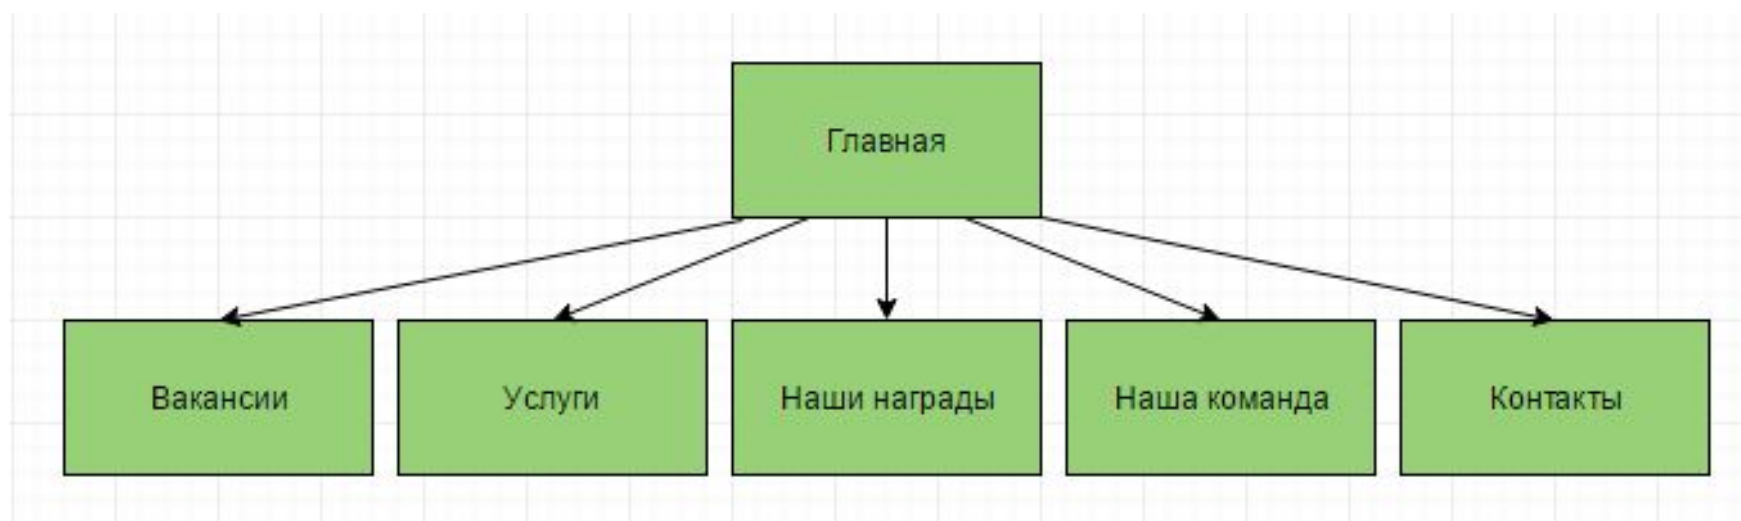 Главная
Вакансии
Услуги
Наши награды
Наша команда
Контакты